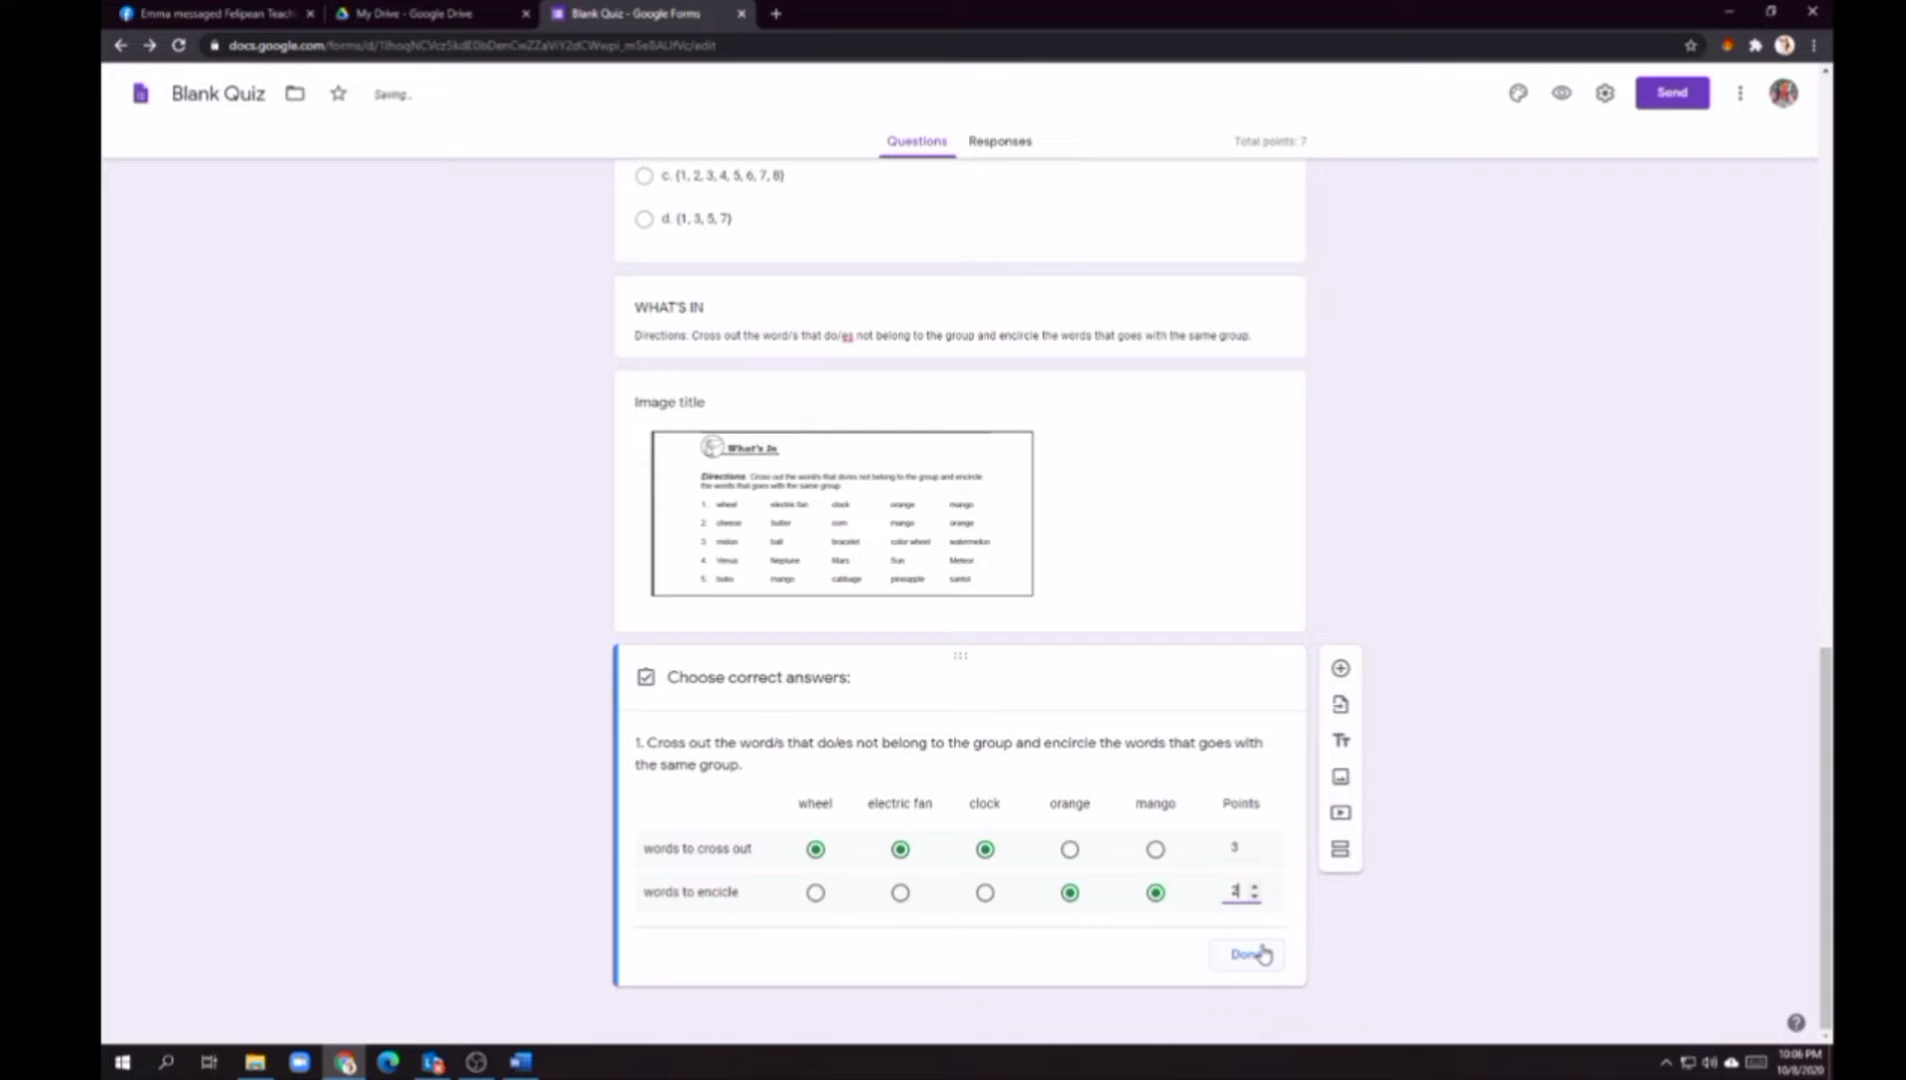 Emma messaged Felipean Teach
My Drive - Google Drive
Blank Quiz - Google Forms
Blank Quiz
Saving..
Send
Questions
Responses
Total points: 7
c. {1, 2, 3, 4, 5, 6, 7, 8}
d. {1, 3, 5, 7}
WHAT'S IN
Directions: Cross out the word/s that do/es not belong to the group and encircle the words that goes with the same group.
Image title
What's In
Directions: Cross out the word/s that do/es not belong to the group and encircle
the words that goes with the same group
1. wheel electric fan clock orange mango
2. cheese butter corn mango orange
3. melon ball bracelet color wheel watermelon
4. Venus Neptune Mars Sun Meteor
5. buko mango cabbage pineapple santol
Choose correct answers:
1. Cross out the word/s that do/es not belong to the group and encircle the words that goes with
the same group.
wheel electric fan clock orange mango Points
words to cross out 3
words to encicle 2
Done
10:06 PM
10/8/2020